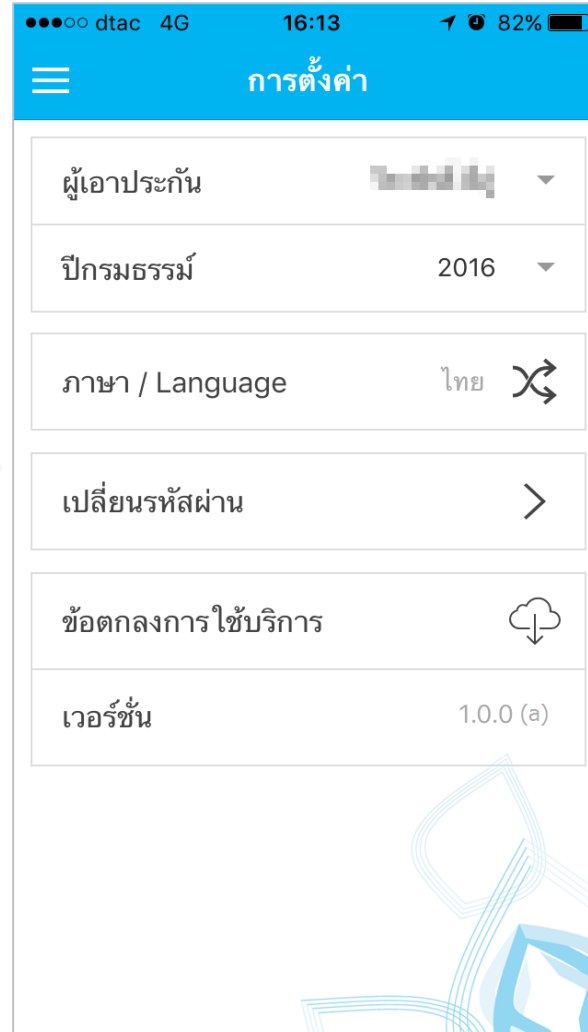 dtac 4G 16:13 82%
การตั้งค่า
ผู้เอาประกัน
ปีกรมธรรม์ 2016
ภาษา / Language ไทย
เปลี่ยนรหัสผ่าน
ข้อตกลงการใช้บริการ
เวอร์ชั่น 1.0.0 (a)